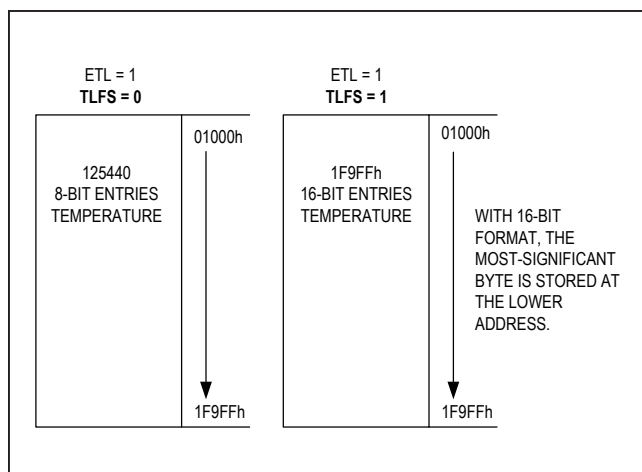 ETL = 1
TLFS = 0
01000h
125440
8-BIT ENTRIES
TEMPERATURE
1F9FFh
ETL = 1
TLFS = 1
01000h
1F9FFh
16-BIT ENTRIES
TEMPERATURE
WITH 16-BIT
FORMAT, THE
MOST-SIGNIFICANT
BYTE IS STORED AT
THE LOWER
ADDRESS.
1F9FFh